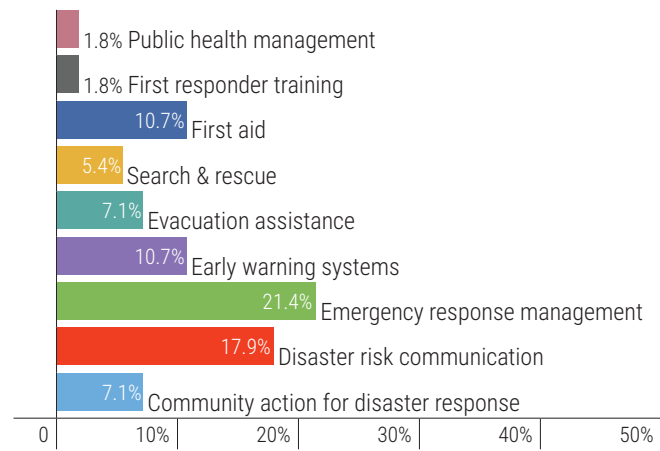 1.8% Public health management
1.8% First responder training
10.7% First aid
5.4% Search & rescue
7.1% Evacuation assistance
10.7% Early warning systems
21.4% Emergency response management
17.9% Disaster risk communication
7.1% Community action for disaster response
0 10% 20% 30% 40% 50%